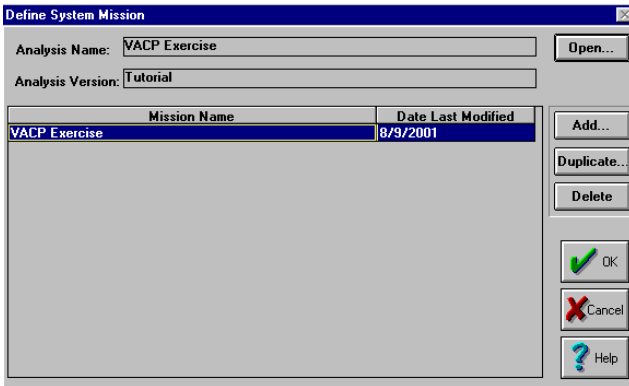 Define System Mission
Analysis Name: VACP Exercise
Open...
Analysis Version: Tutorial
Mission Name Date Last Modified
VACP Exercise 8/9/2001
Add...
Duplicate...
Delete
OK
Cancel
Help